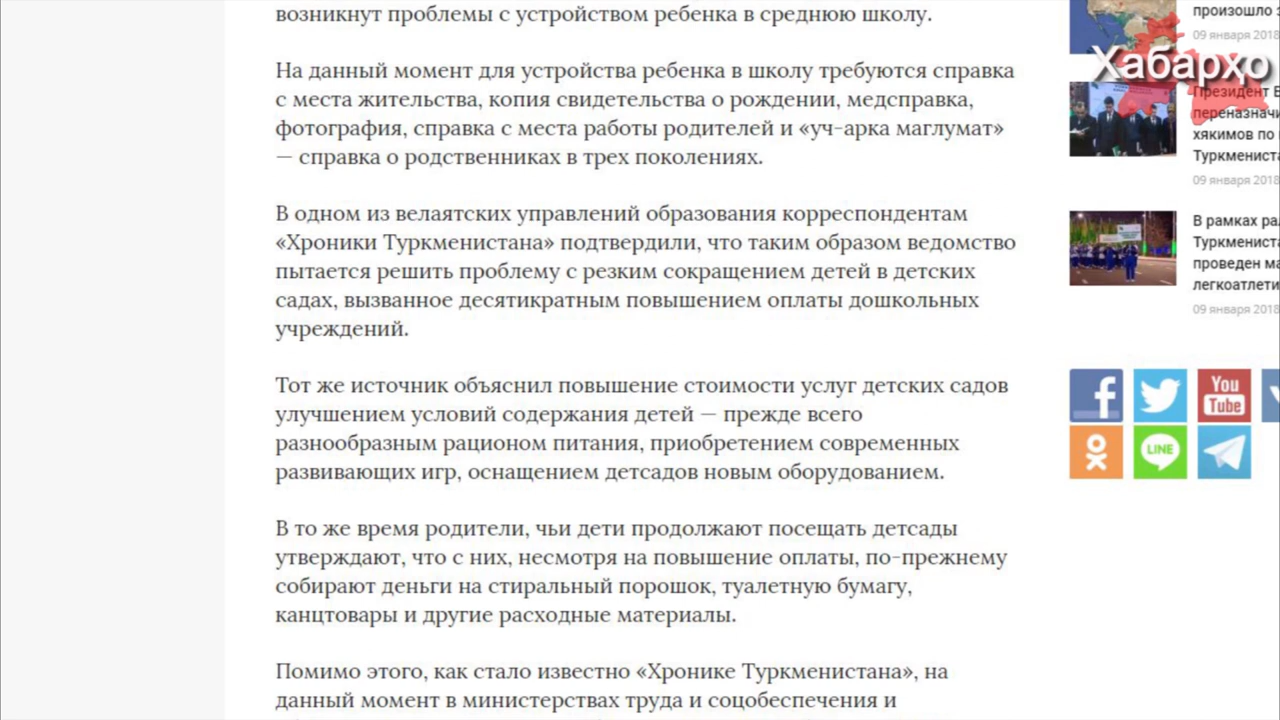 возникнут проблемы с устройством ребенка в среднюю школу.
На данный момент для устройства ребенка в школу требуются справка
с места жительства, копия свидетельства о рождении, медсправка,
фотография, справка с места работы родителей и «уч-арка маглумат»
— справка о родственниках в трех поколениях.
В одном из велаятских управлений образования корреспондентам
«Хроники Туркменистана» подтвердили, что таким образом ведомство
пытается решить проблему с резким сокращением детей в детских
садах, вызванное десятикратным повышением оплаты дошкольных
учреждений.
Тот же источник объяснил повышение стоимости услуг детских садов
улучшением условий содержания детей — прежде всего
разнообразным рационом питания, приобретением современных
развивающих игр, оснащением детсадов новым оборудованием.
В то же время родители, чьи дети продолжают посещать детсады
утверждают, что с них, несмотря на повышение оплаты, по-прежнему
собирают деньги на стиральный порошок, туалетную бумагу,
канцтовары и другие расходные материалы.
Помимо этого, как стало известно «Хронике Туркменистана», на
данный момент в министерствах труда и соцобеспечения и
произошло
09 января 2018
Хабарҳо
Президент
переназначи
хякимов по
Туркмениста
09 января 2018
В рамках
Туркмениста
проведен
легкоатлети
09 января 2018
You
Tube
LINE